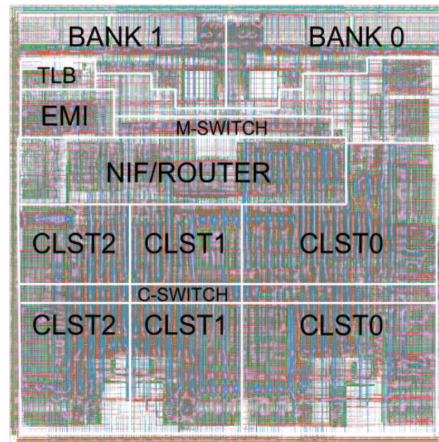 BANK 1 BANK 0
TLB
EMI
M-SWITCH
NIF/ROUTER
CLST2 CLST1 CLST0
C-SWITCH
CLST2 CLST1 CLST0